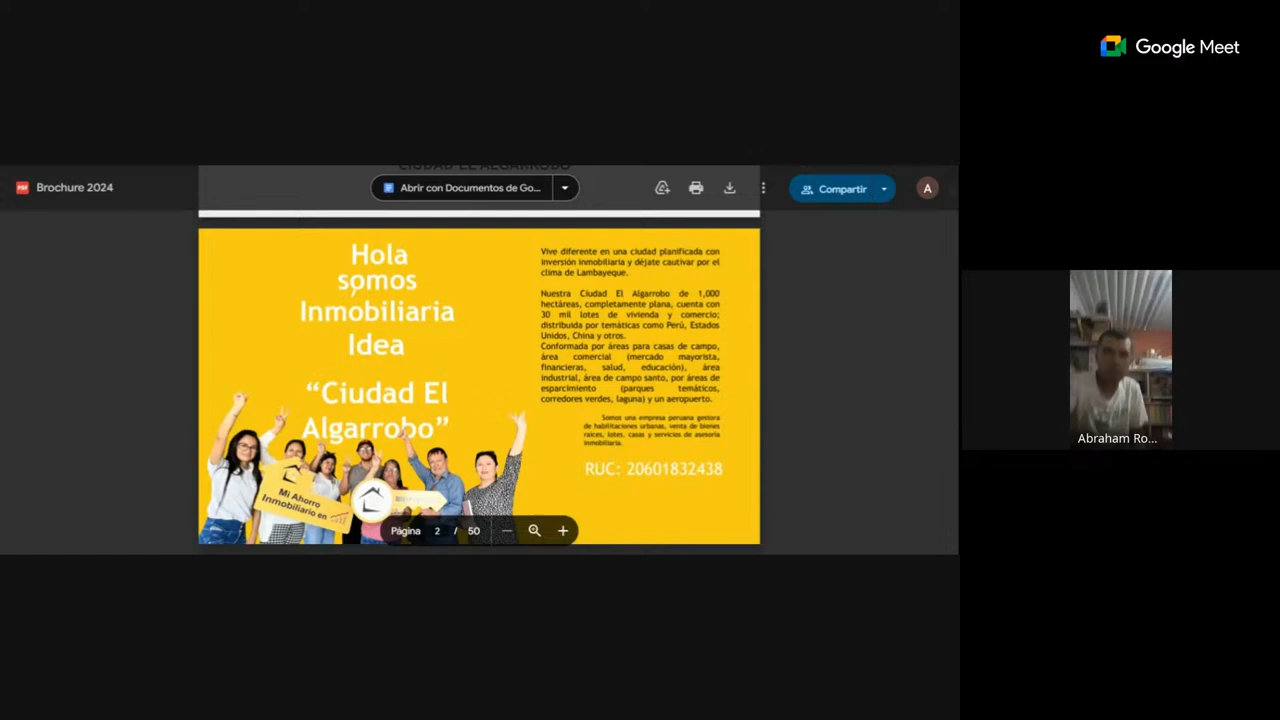 Google Meet
CIUDAD EL ALGARROBO
Brochure 2024
Abrir con Documentos de Go...
Compartir
A
Hola
somos
Inmobiliaria
Idea
“Ciudad El
Algarrobo”
Vive diferente en una ciudad planificada con
inversión inmobiliaria y déjate cautivar por el
clima de Lambayeque.
Nuestra Ciudad El Algarrobo de 1,000
hectáreas, completamente plana, cuenta con
30 mil lotes de vivienda y comercio;
distribuida por temáticas como Perú, Estados
Unidos, China y otros.
Conformada por áreas para casas de campo,
área comercial (mercado mayorista,
financieras, salud, educación), área
industrial, área de campo santo, por áreas de
esparcimiento (parques temáticos,
corredores verdes, laguna) y un aeropuerto.
Somos una empresa peruana gestora
de habilitaciones urbanas, venta de bienes
raíces, lotes, casas y servicios de asesoría
inmobiliaria.
RUC: 20601832438
Mi Ahorro
Inmobiliario en
Página 2 / 50
Abraham Ro...